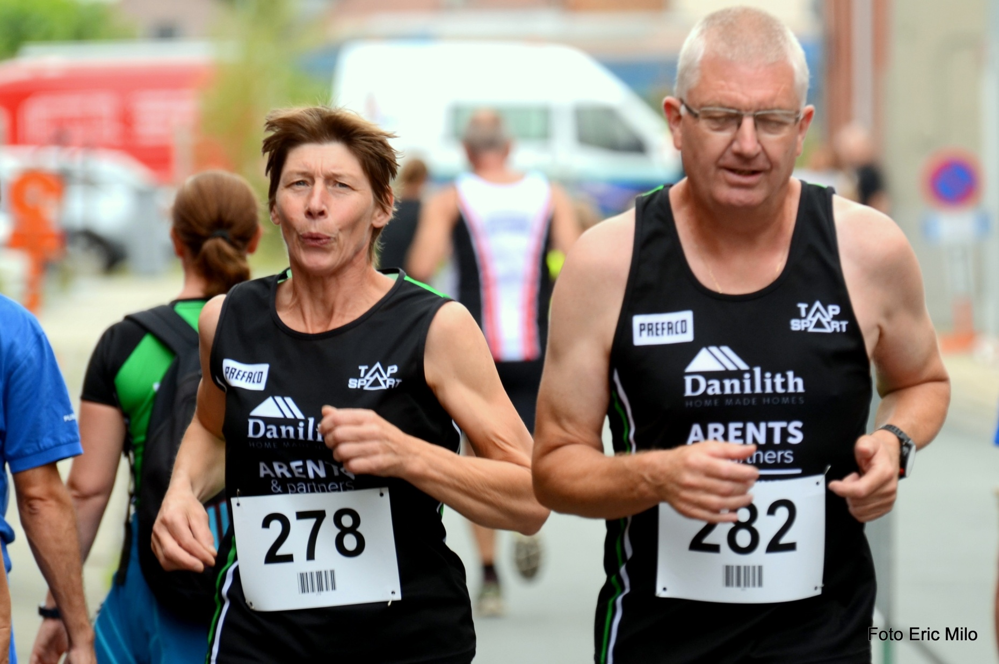 PREFACO
TAP
SPORT
Danilith
HOME MADE HOMES
ARENTS
& partners
278
PREFACO
TAP
SPORT
Danilith
HOME MADE HOMES
ARENTS
partners
282
Foto Eric Milo